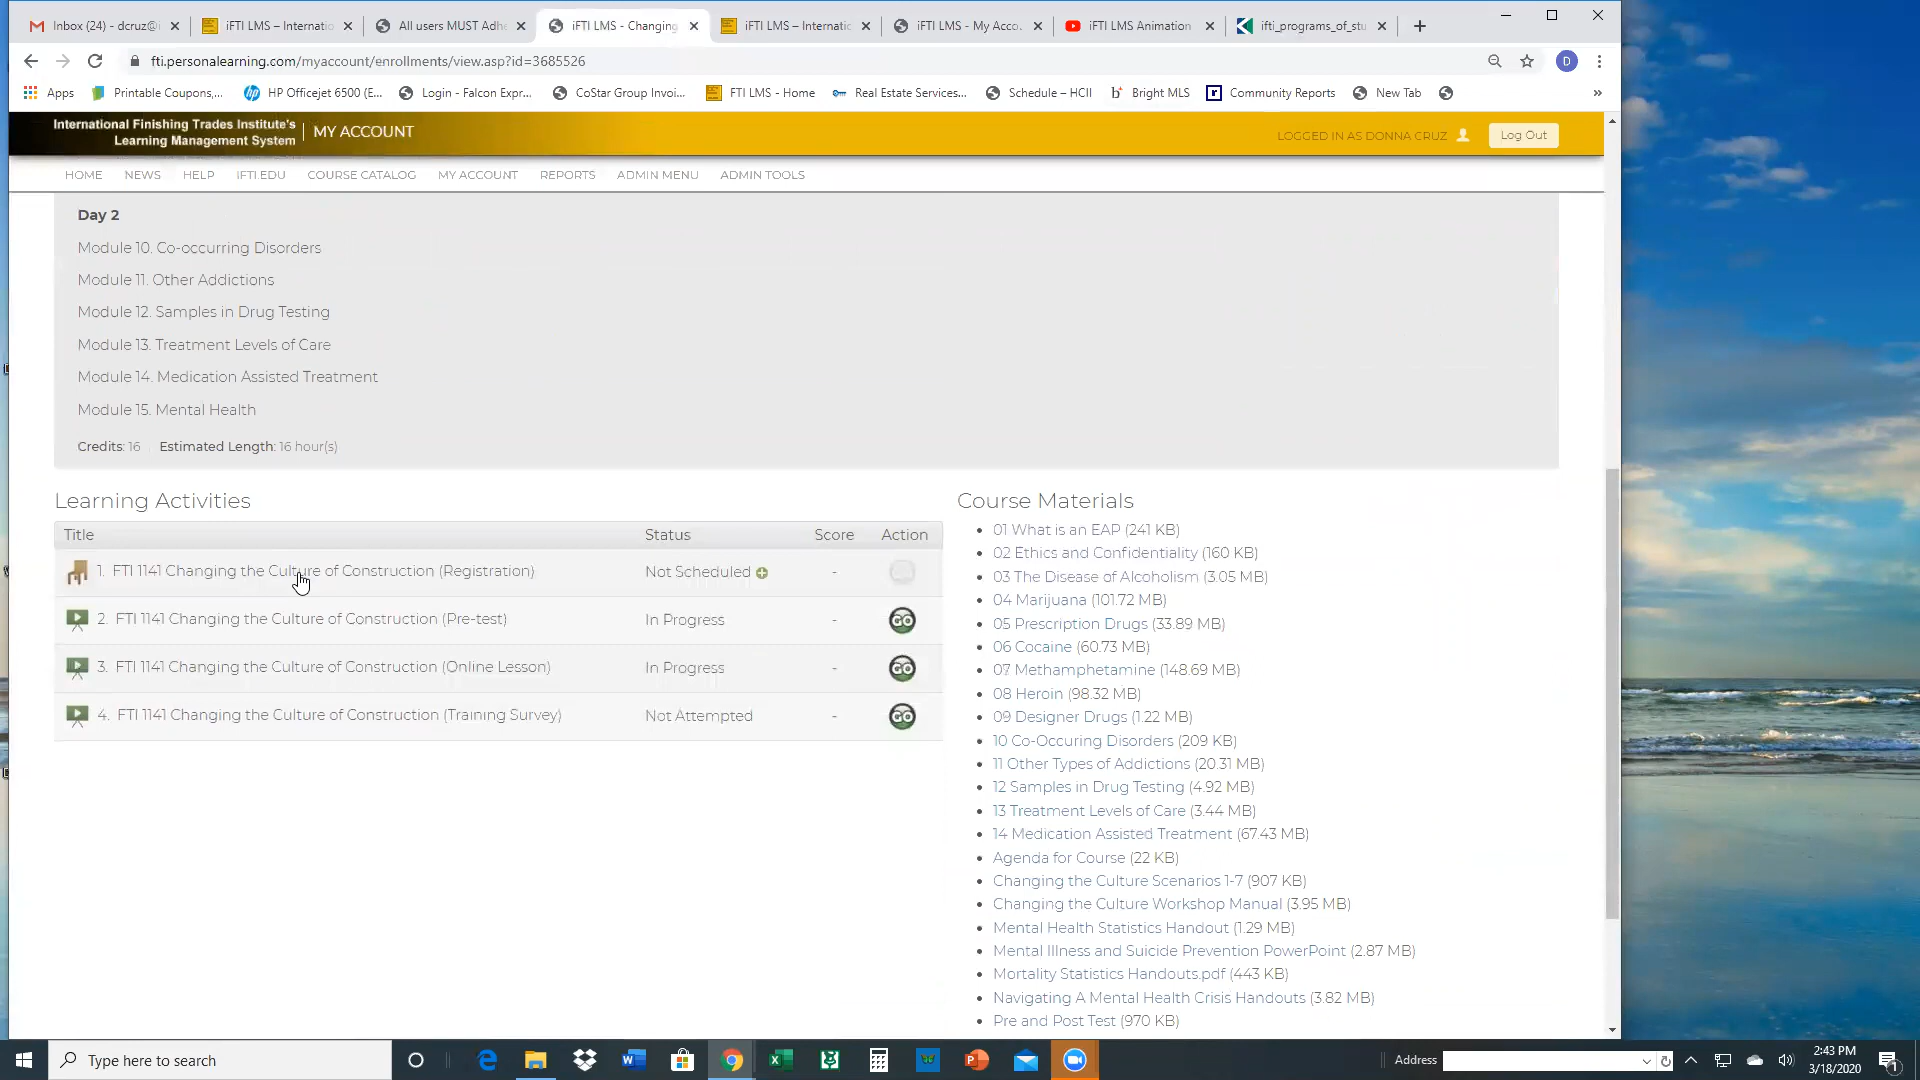 Inbox (24) - dcruz@i
iFTI LMS – Internatio
All users MUST Adhe
iFTI LMS - Changing
iFTI LMS – Internatic
iFTI LMS - My Acco
iFTI LMS Animation
ifti_programs_of_stu
fti.personalearning.com/myaccount/enrollments/view.asp?id=3685526
D
Apps
Printable Coupons,...
HP Officejet 6500 (E...
Login - Falcon Expr...
CoStar Group Invoi...
FTI LMS - Home
Real Estate Services...
Schedule – HCII
Bright MLS
Community Reports
New Tab
International Finishing Trades Institute's
Learning Management System
MY ACCOUNT
LOGGED IN AS DONNA CRUZ
Log Out
HOME NEWS HELP IFTI.EDU COURSE CATALOG MY ACCOUNT REPORTS ADMIN MENU ADMIN TOOLS
Day 2
Module 10. Co-occurring Disorders
Module 11. Other Addictions
Module 12. Samples in Drug Testing
Module 13. Treatment Levels of Care
Module 14. Medication Assisted Treatment
Module 15. Mental Health
Credits: 16 Estimated Length: 16 hour(s)
Learning Activities
Title Status Score Action
1. FTI 1141 Changing the Culture of Construction (Registration) Not Scheduled -
2. FTI 1141 Changing the Culture of Construction (Pre-test) In Progress - GO
3. FTI 1141 Changing the Culture of Construction (Online Lesson) In Progress - GO
4. FTI 1141 Changing the Culture of Construction (Training Survey) Not Attempted - GO
Course Materials
01 What is an EAP (241 KB)
02 Ethics and Confidentiality (160 KB)
03 The Disease of Alcoholism (3.05 MB)
04 Marijuana (101.72 MB)
05 Prescription Drugs (33.89 MB)
06 Cocaine (60.73 MB)
07 Methamphetamine (148.69 MB)
08 Heroin (98.32 MB)
09 Designer Drugs (1.22 MB)
10 Co-Occuring Disorders (209 KB)
11 Other Types of Addictions (20.31 MB)
12 Samples in Drug Testing (4.92 MB)
13 Treatment Levels of Care (3.44 MB)
14 Medication Assisted Treatment (67.43 MB)
Agenda for Course (22 KB)
Changing the Culture Scenarios 1-7 (907 KB)
Changing the Culture Workshop Manual (3.95 MB)
Mental Health Statistics Handout (1.29 MB)
Mental Illness and Suicide Prevention PowerPoint (2.87 MB)
Mortality Statistics Handouts.pdf (443 KB)
Navigating A Mental Health Crisis Handouts (3.82 MB)
Pre and Post Test (970 KB)
Type here to search
Address
2:43 PM
3/18/2020
1